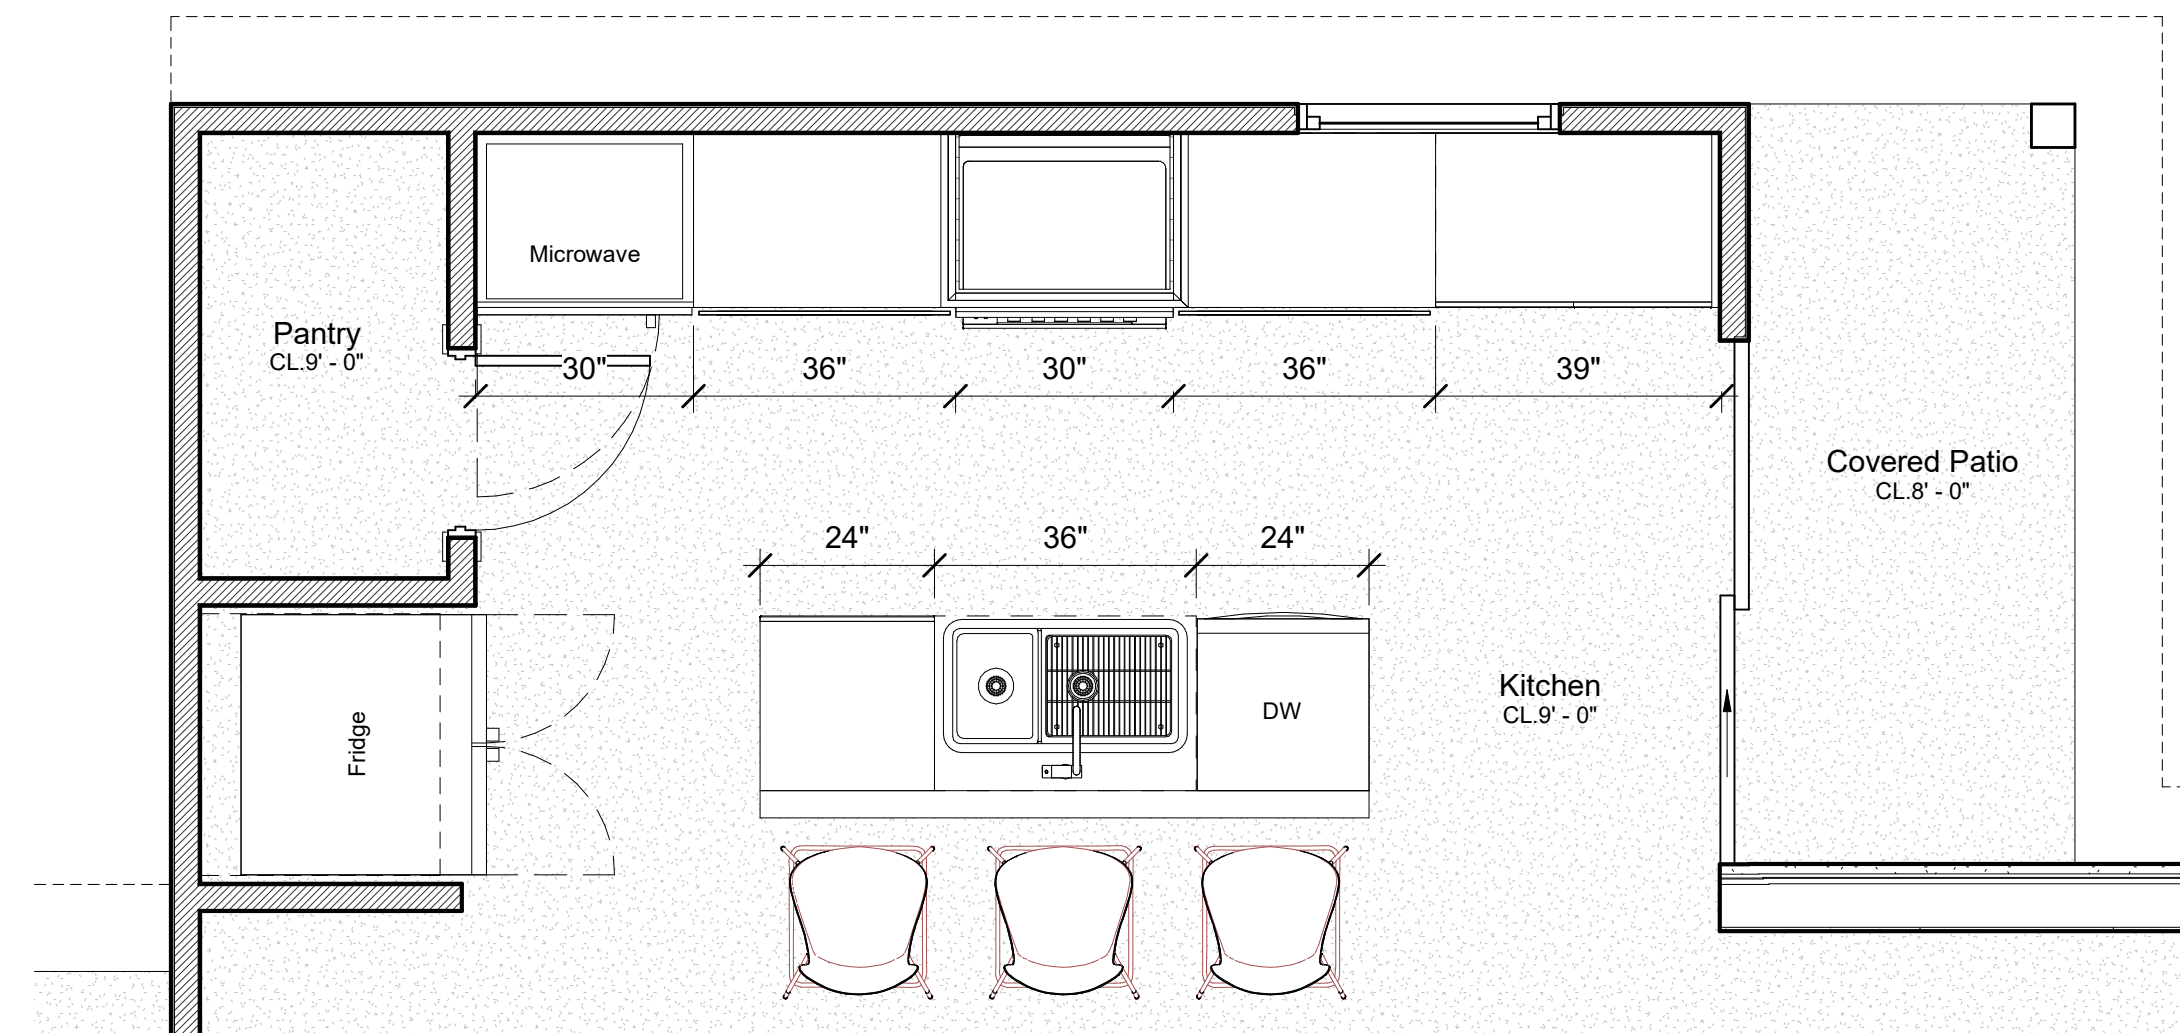 Microwave
Pantry
CL.9' - 0"
30"
36"
30"
36"
39"
Covered Patio
CL.8' - 0"
24"
36"
24"
Kitchen
CL.9' - 0"
DW
Fridge